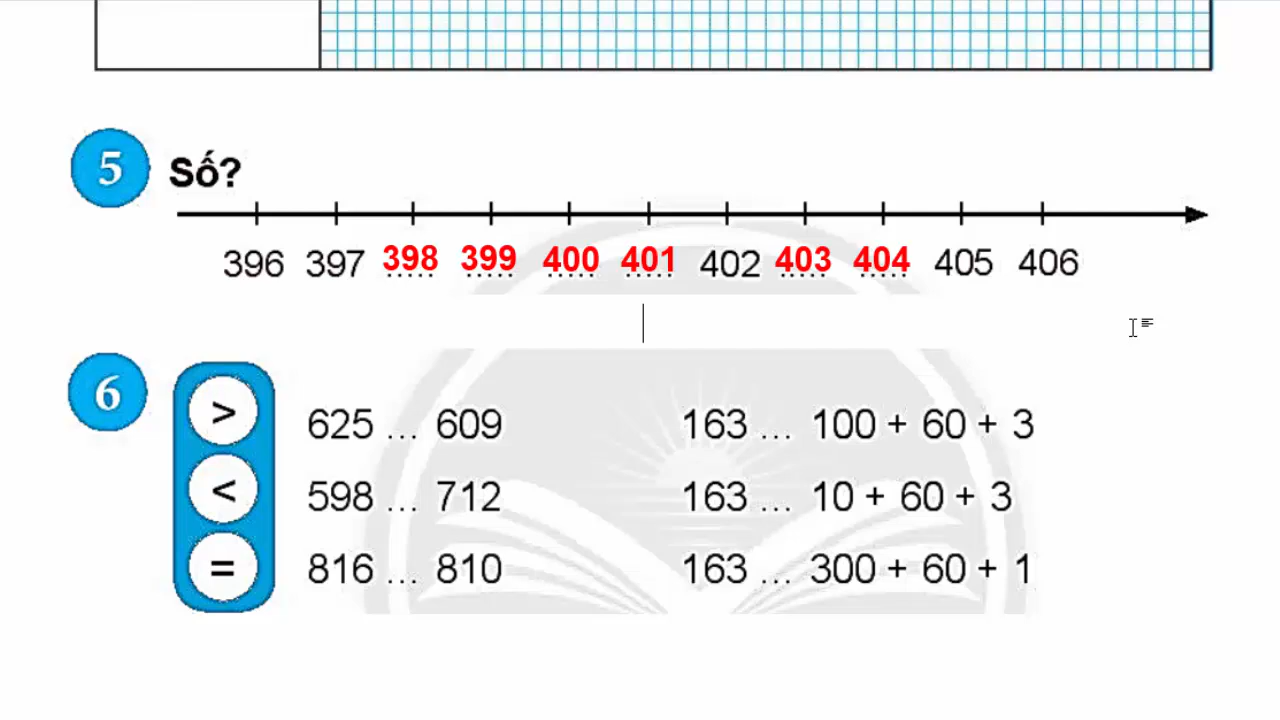 5 Số?
396 397 398 399 400 401 402 403 404 405 406
6
> 625 ... 609 163 ... 100 + 60 + 3
< 598 ... 712 163 ... 10 + 60 + 3
= 816 ... 810 163 ... 300 + 60 + 1